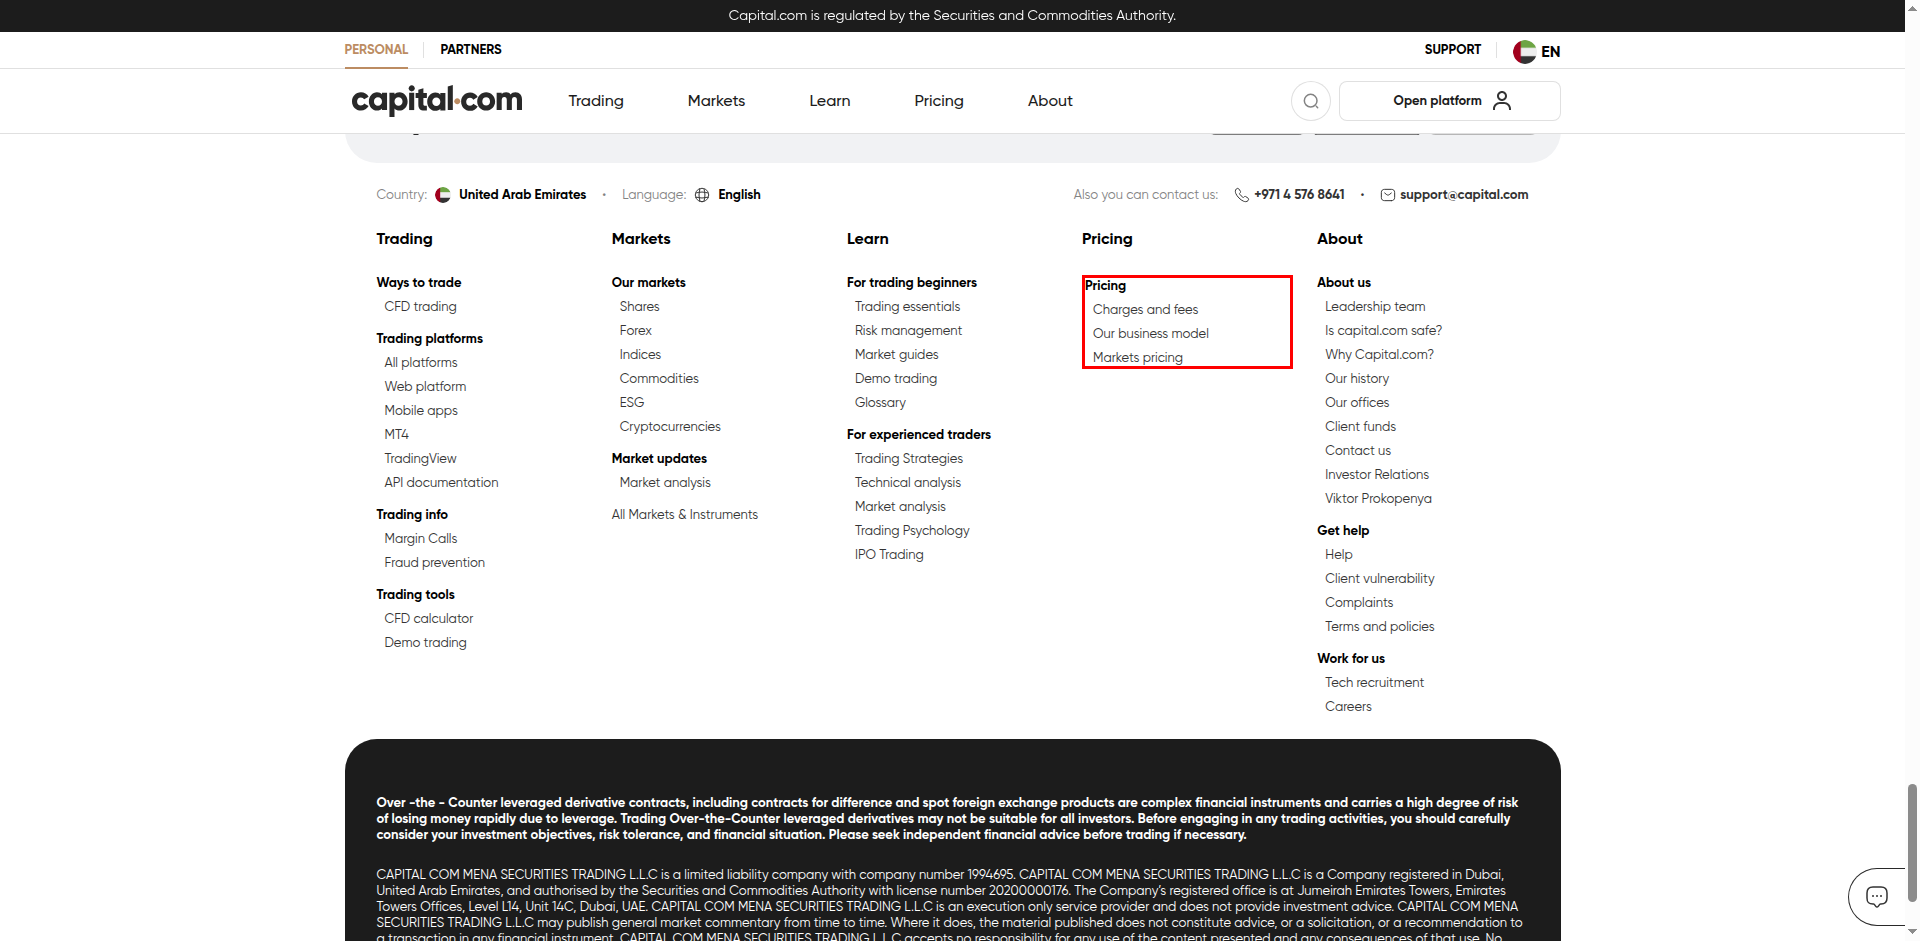 Capital.com is regulated by the Securities and Commodities Authority.
PERSONAL
PARTNERS
SUPPORT
EN
capital.com
Trading
Markets
Learn
Pricing
About
Open platform
Country: United Arab Emirates • Language: English
Also you can contact us: +971 4 576 8641 • support@capital.com
Trading
Ways to trade
CFD trading
Trading platforms
All platforms
Web platform
Mobile apps
MT4
TradingView
API documentation
Trading info
Margin Calls
Fraud prevention
Trading tools
CFD calculator
Demo trading
Markets
Our markets
Shares
Forex
Indices
Commodities
ESG
Cryptocurrencies
Market updates
Market analysis
All Markets & Instruments
Learn
For trading beginners
Trading essentials
Risk management
Market guides
Demo trading
Glossary
For experienced traders
Trading Strategies
Technical analysis
Market analysis
Trading Psychology
IPO Trading
Pricing
Pricing
Charges and fees
Our business model
Markets pricing
About
About us
Leadership team
Is capital.com safe?
Why Capital.com?
Our history
Our offices
Client funds
Contact us
Investor Relations
Viktor Prokopenya
Get help
Help
Client vulnerability
Complaints
Terms and policies
Work for us
Tech recruitment
Careers
Over -the - Counter leveraged derivative contracts, including contracts for difference and spot foreign exchange products are complex financial instruments and carries a high degree of risk
of losing money rapidly due to leverage. Trading Over-the-Counter leveraged derivatives may not be suitable for all investors. Before engaging in any trading activities, you should carefully
consider your investment objectives, risk tolerance, and financial situation. Please seek independent financial advice before trading if necessary.
CAPITAL COM MENA SECURITIES TRADING L.L.C is a limited liability company with company number 1994695. CAPITAL COM MENA SECURITIES TRADING L.L.C is a Company registered in Dubai,
United Arab Emirates, and authorised by the Securities and Commodities Authority with license number 20200000176. The Company's registered office is at Jumeirah Emirates Towers, Emirates
Towers Offices, Level L14, Unit 14C, Dubai, UAE. CAPITAL COM MENA SECURITIES TRADING L.L.C is an execution only service provider and does not provide investment advice. CAPITAL COM MENA
SECURITIES TRADING L.L.C may publish general market commentary from time to time. Where it does, the material published does not constitute advice, or a solicitation, or a recommendation to
a transaction in any financial instrument. CAPITAL COM MENA SECURITIES TRADING L.L.C accepts no responsibility for any use of the content presented and any consequences of that use. No